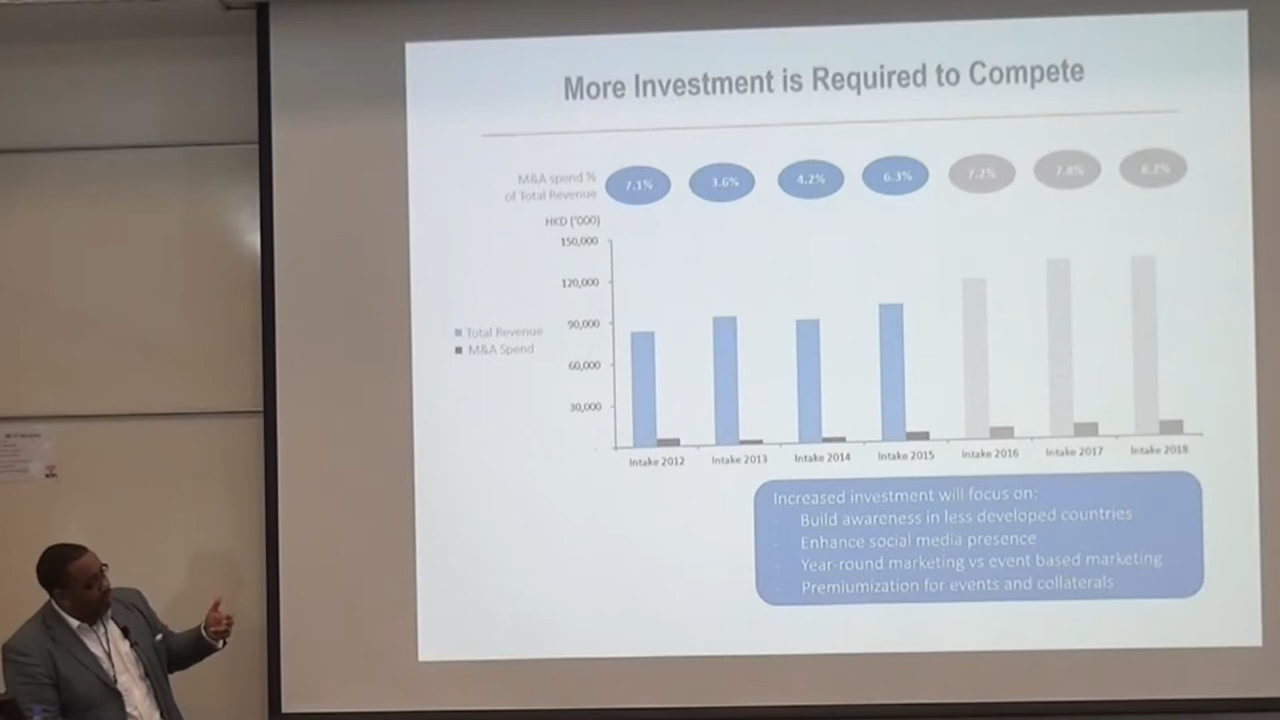 More Investment is Required to Compete
M&A spend %
of Total Revenue
7.1%
3.6%
4.2%
6.3%
7.2%
7.8%
8.2%
HKD ('000)
150,000
120,000
90,000
60,000
30,000
-
Total Revenue
M&A Spend
Intake 2012
Intake 2013
Intake 2014
Intake 2015
Intake 2016
Intake 2017
Intake 2018
Increased investment will focus on:
- Build awareness in less developed countries
- Enhance social media presence
- Year-round marketing vs event based marketing
- Premiumization for events and collaterals